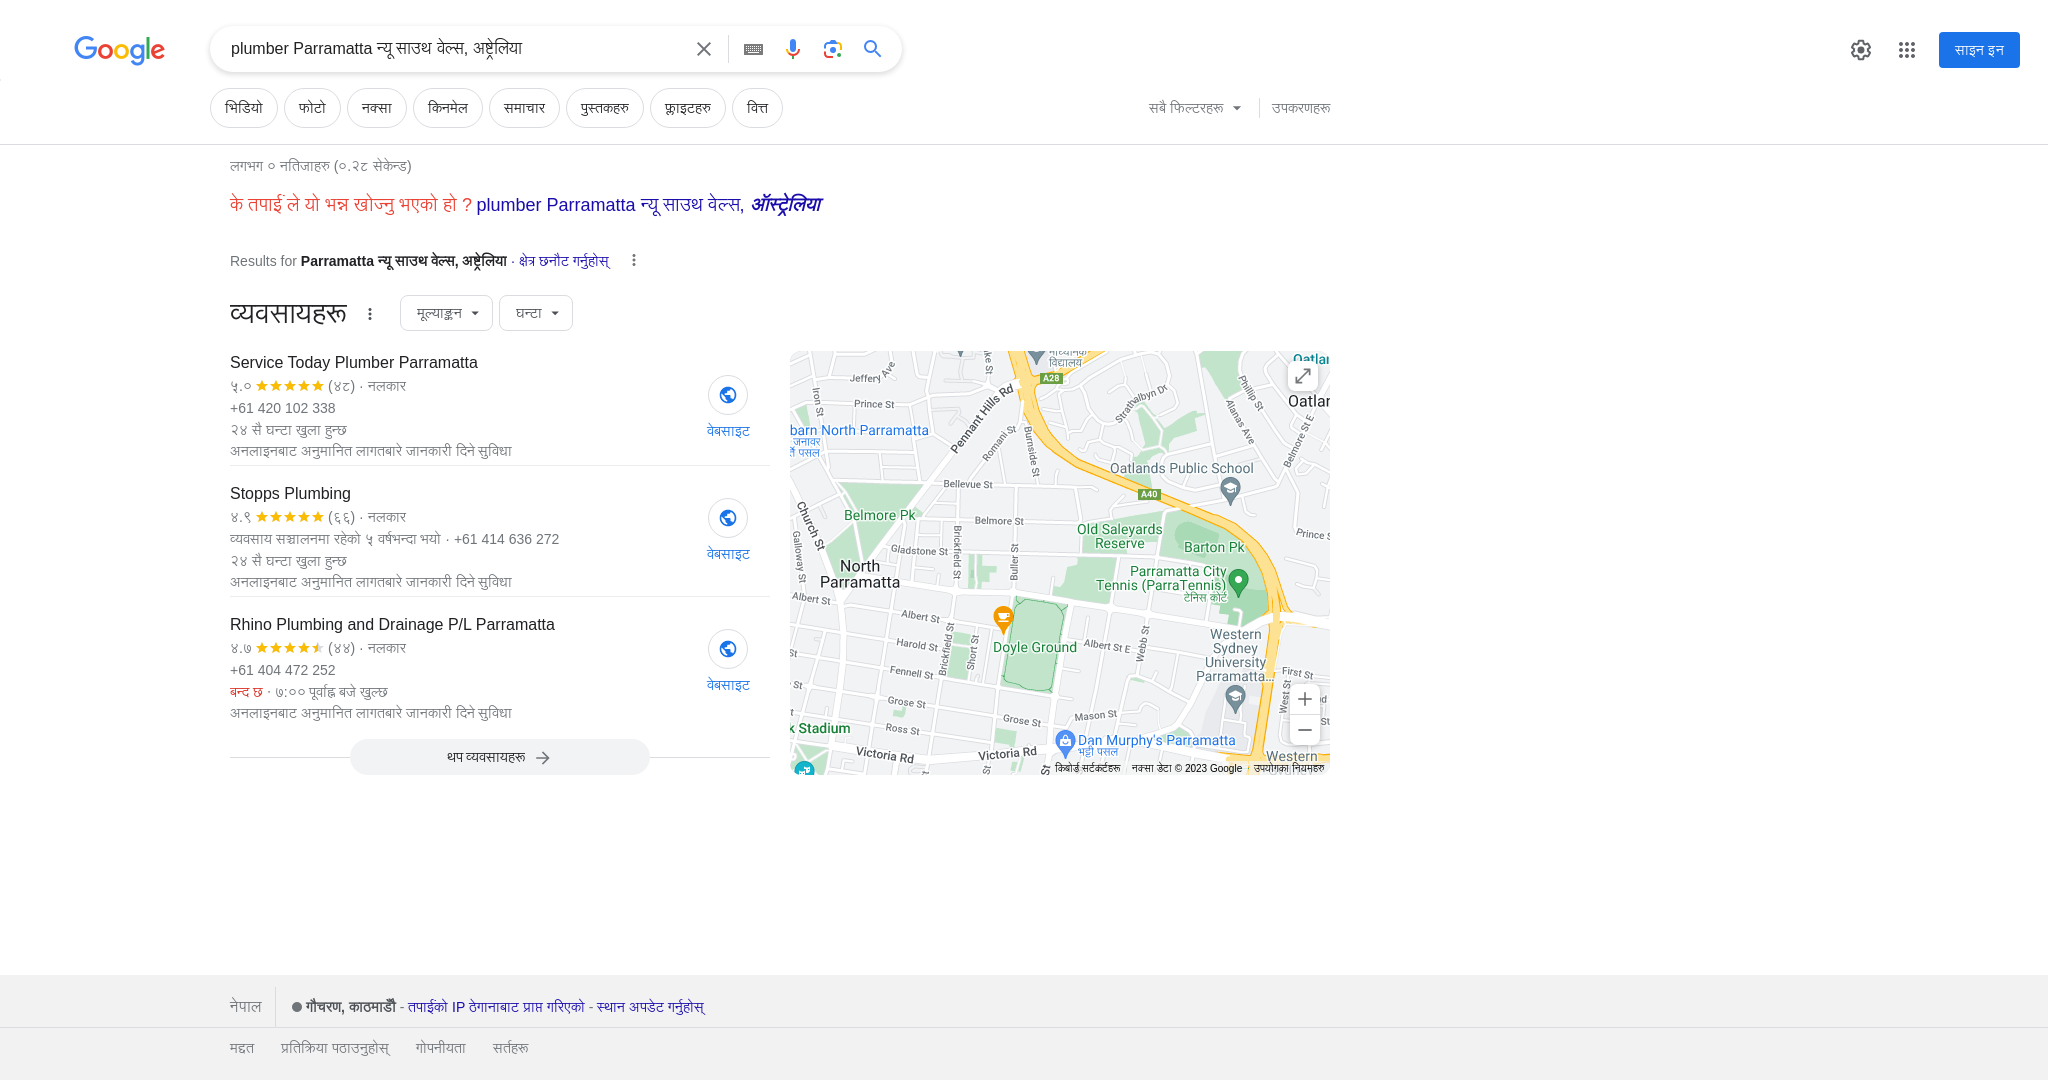 Google
plumber Parramatta न्यू साउथ वेल्स, अष्ट्रेलिया
साइन इन
भिडियो
फोटो
नक्सा
किनमेल
समाचार
पुस्तकहरु
फ्लाइटहरु
वित्त
सबै फिल्टरहरू
उपकरणहरू
लगभग ० नतिजाहरु (०.२८ सेकेन्ड)
के तपाईंले यो भन्न खोज्नु भएको हो ? plumber Parramatta न्यू साउथ वेल्स, ऑस्ट्रेलिया
Results for Parramatta न्यू साउथ वेल्स, अष्ट्रेलिया · क्षेत्र छनौट गर्नुहोस्
व्यवसायहरू
मूल्याङ्कन
घन्टा
Service Today Plumber Parramatta
५.० (४८) · नलकार
+61 420 102 338
२४ सै घन्टा खुला हुन्छ
अनलाइनबाट अनुमानित लागतबारे जानकारी दिने सुविधा
वेबसाइट
Stopps Plumbing
४.९ (६६) · नलकार
व्यवसाय सञ्चालनमा रहेको ५ वर्षभन्दा भयो · +61 414 636 272
२४ सै घन्टा खुला हुन्छ
अनलाइनबाट अनुमानित लागतबारे जानकारी दिने सुविधा
वेबसाइट
Rhino Plumbing and Drainage P/L Parramatta
४.७ (४४) · नलकार
+61 404 472 252
बन्द छ · ७:०० पूर्वाह्न बजे खुल्छ
अनलाइनबाट अनुमानित लागतबारे जानकारी दिने सुविधा
वेबसाइट
थप व्यवसायहरू
विद्यालय
A28
Jeffery Ave
Iron St
Prince St
Pennant Hills Rd
Romani St
Burnside St
Strathalbyn Dr
Phillip St
Alanas Ave
Belmore St E
Oatlan
Oatlar
barn North Parramatta
जनावर
पसल
Oatlands Public School
A40
Bellevue St
Belmore Pk
Belmore St
Church St
Galloway St
Gladstone St
Brickfield St
Buller St
Old Saleyards
Reserve
Barton Pk
Prince S
North
Parramatta
Parramatta City
Tennis (ParraTennis)
टेनिस कोर्ट
Albert St
Albert St
Harold St
Brickfield St
Short St
Fennell St
Doyle Ground
Albert St E
Webb St
Western
Sydney
University
Parramatta...
West St
Grose St
Grose St
Mason St
Ross St
k Stadium
Victoria Rd
Victoria Rd
Dan Murphy's Parramatta
भट्टी पसल
Western
किबोर्ड सर्टकर्टहरू
नक्सा डेटा © 2023 Google
उपयोगका नियमहरु
नेपाल
गौचरण, काठमाडौँ - तपाईंको IP ठेगानाबाट प्राप्त गरिएको - स्थान अपडेट गर्नुहोस्
मद्दत
प्रतिक्रिया पठाउनुहोस्
गोपनीयता
सर्तहरू